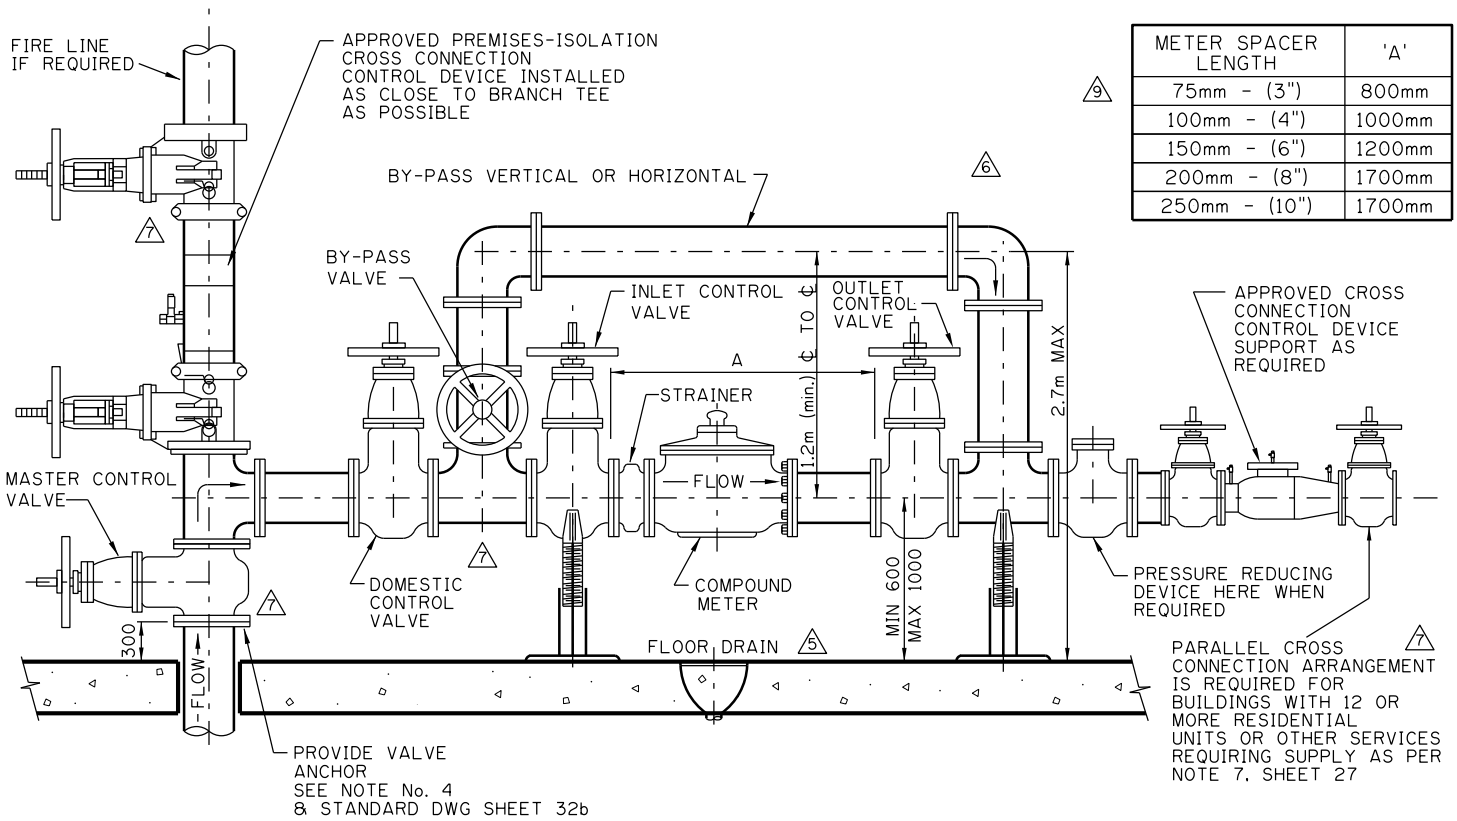 FIRE LINE
IF REQUIRED
APPROVED PREMISES-ISOLATION
CROSS CONNECTION
CONTROL DEVICE INSTALLED
AS CLOSE TO BRANCH TEE
AS POSSIBLE
METER SPACER
LENGTH
'A'
75mm - (3") 800mm
100mm - (4") 1000mm
150mm - (6") 1200mm
200mm - (8") 1700mm
250mm - (10") 1700mm
9
6
7
BY-PASS VERTICAL OR HORIZONTAL
BY-PASS
VALVE
INLET CONTROL
VALVE
OUTLET
CONTROL
VALVE
1.2m (min.) ℄ TO ℄
2.7m MAX
APPROVED CROSS
CONNECTION
CONTROL DEVICE
SUPPORT AS
REQUIRED
A
STRAINER
FLOW
MASTER CONTROL
VALVE
7
DOMESTIC
CONTROL
VALVE
COMPOUND
METER
MIN 600
MAX 1000
PRESSURE REDUCING
DEVICE HERE WHEN
REQUIRED
7
300
FLOW
FLOOR DRAIN
5
7
PARALLEL CROSS
CONNECTION ARRANGEMENT
IS REQUIRED FOR
BUILDINGS WITH 12 OR
MORE RESIDENTIAL
UNITS OR OTHER SERVICES
REQUIRING SUPPLY AS PER
NOTE 7, SHEET 27
PROVIDE VALVE
ANCHOR
SEE NOTE No. 4
& STANDARD DWG SHEET 32b